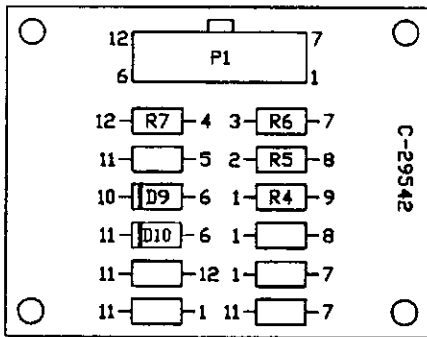 12 7
P1
6 1
12 R7 4 3 R6 7
11 5 2 R5 8
10 D9 6 1 R4 9
11 D10 6 1 8
11 12 1 7
11 1 11 7
C-29542